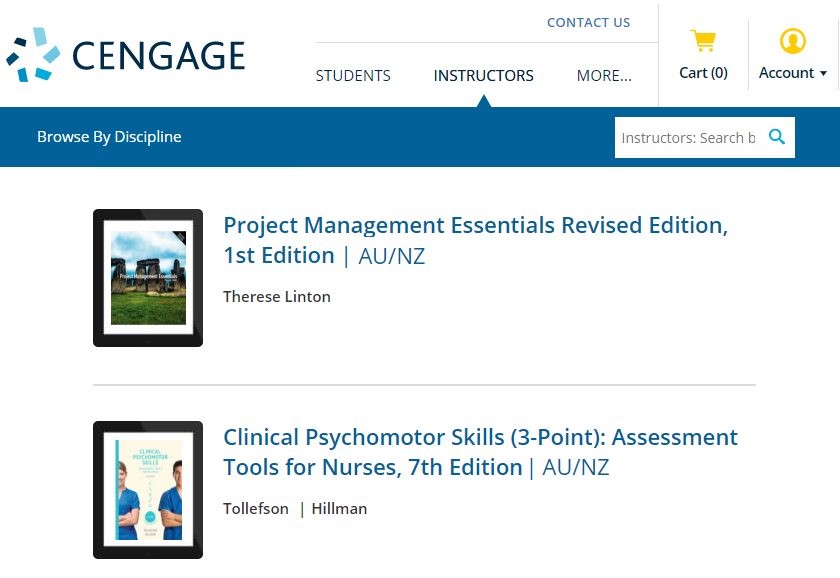 CONTACT US
CENGAGE
STUDENTS INSTRUCTORS MORE...
Cart (0)
Account
Browse By Discipline
Instructors: Search b
Project Management Essentials
Project Management Essentials Revised Edition,
1st Edition | AU/NZ
Therese Linton
CLINICAL
PSYCHOMOTOR
SKILLS
Clinical Psychomotor Skills (3-Point): Assessment
Tools for Nurses, 7th Edition | AU/NZ
Tollefson | Hillman